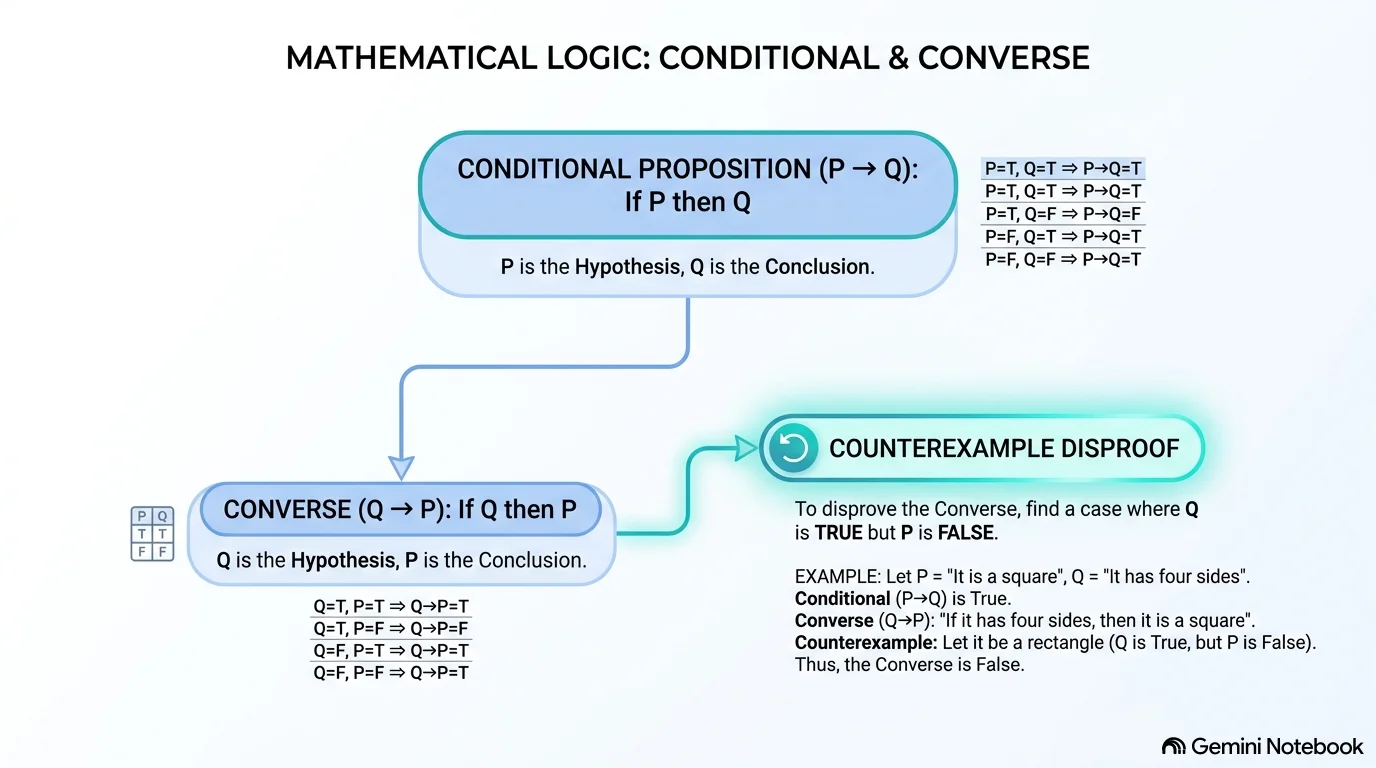 MATHEMATICAL LOGIC: CONDITIONAL & CONVERSE
CONDITIONAL PROPOSITION (P → Q):
If P then Q
P is the Hypothesis, Q is the Conclusion.
P=T, Q=T ⇒ P→Q=T
P=T, Q=T ⇒ P→Q=T
P=T, Q=F ⇒ P→Q=F
P=F, Q=T ⇒ P→Q=T
P=F, Q=F ⇒ P→Q=T
P Q
T T
F F
CONVERSE (Q → P): If Q then P
Q is the Hypothesis, P is the Conclusion.
Q=T, P=T ⇒ Q→P=T
Q=T, P=F ⇒ Q→P=F
Q=F, P=T ⇒ Q→P=T
Q=F, P=F ⇒ Q→P=T
COUNTEREXAMPLE DISPROOF
To disprove the Converse, find a case where Q
is TRUE but P is FALSE.
EXAMPLE: Let P = "It is a square", Q = "It has four sides".
Conditional (P→Q) is True.
Converse (Q→P): "If it has four sides, then it is a square".
Counterexample: Let it be a rectangle (Q is True, but P is False).
Thus, the Converse is False.
Gemini Notebook